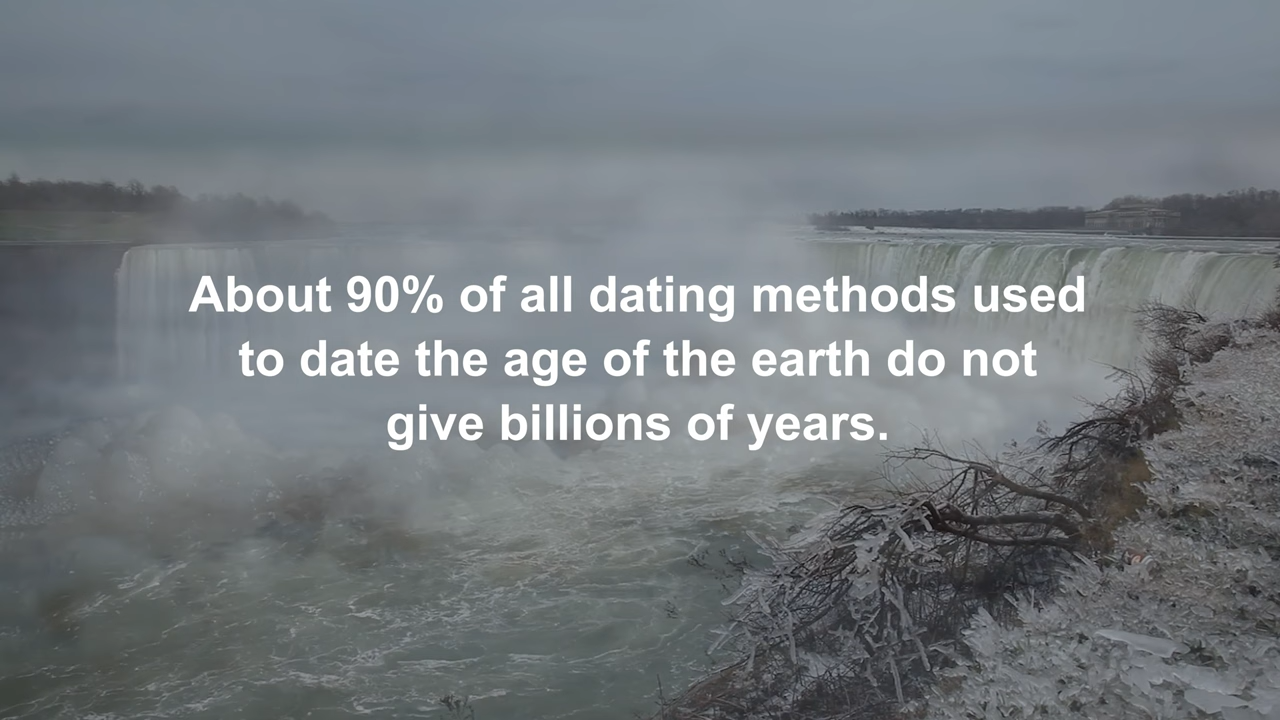 About 90% of all dating methods used
to date the age of the earth do not
give billions of years.